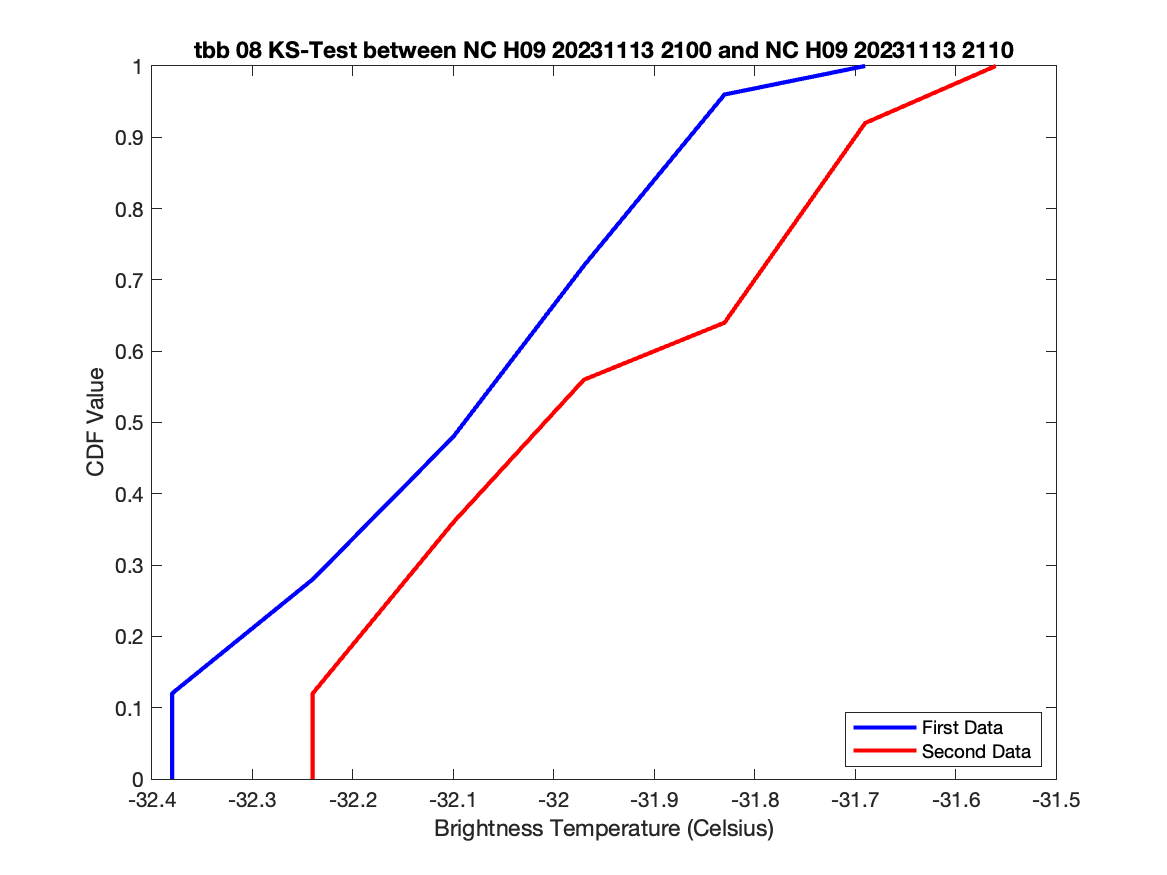 tbb 08 KS-Test between NC H09 20231113 2100 and NC H09 20231113 2110
1
0.9
0.8
0.7
0.6
0.5
0.4
0.3
0.2
0.1
0
CDF Value
First Data
Second Data
-32.4 -32.3 -32.2 -32.1 -32 -31.9 -31.8 -31.7 -31.6 -31.5
Brightness Temperature (Celsius)